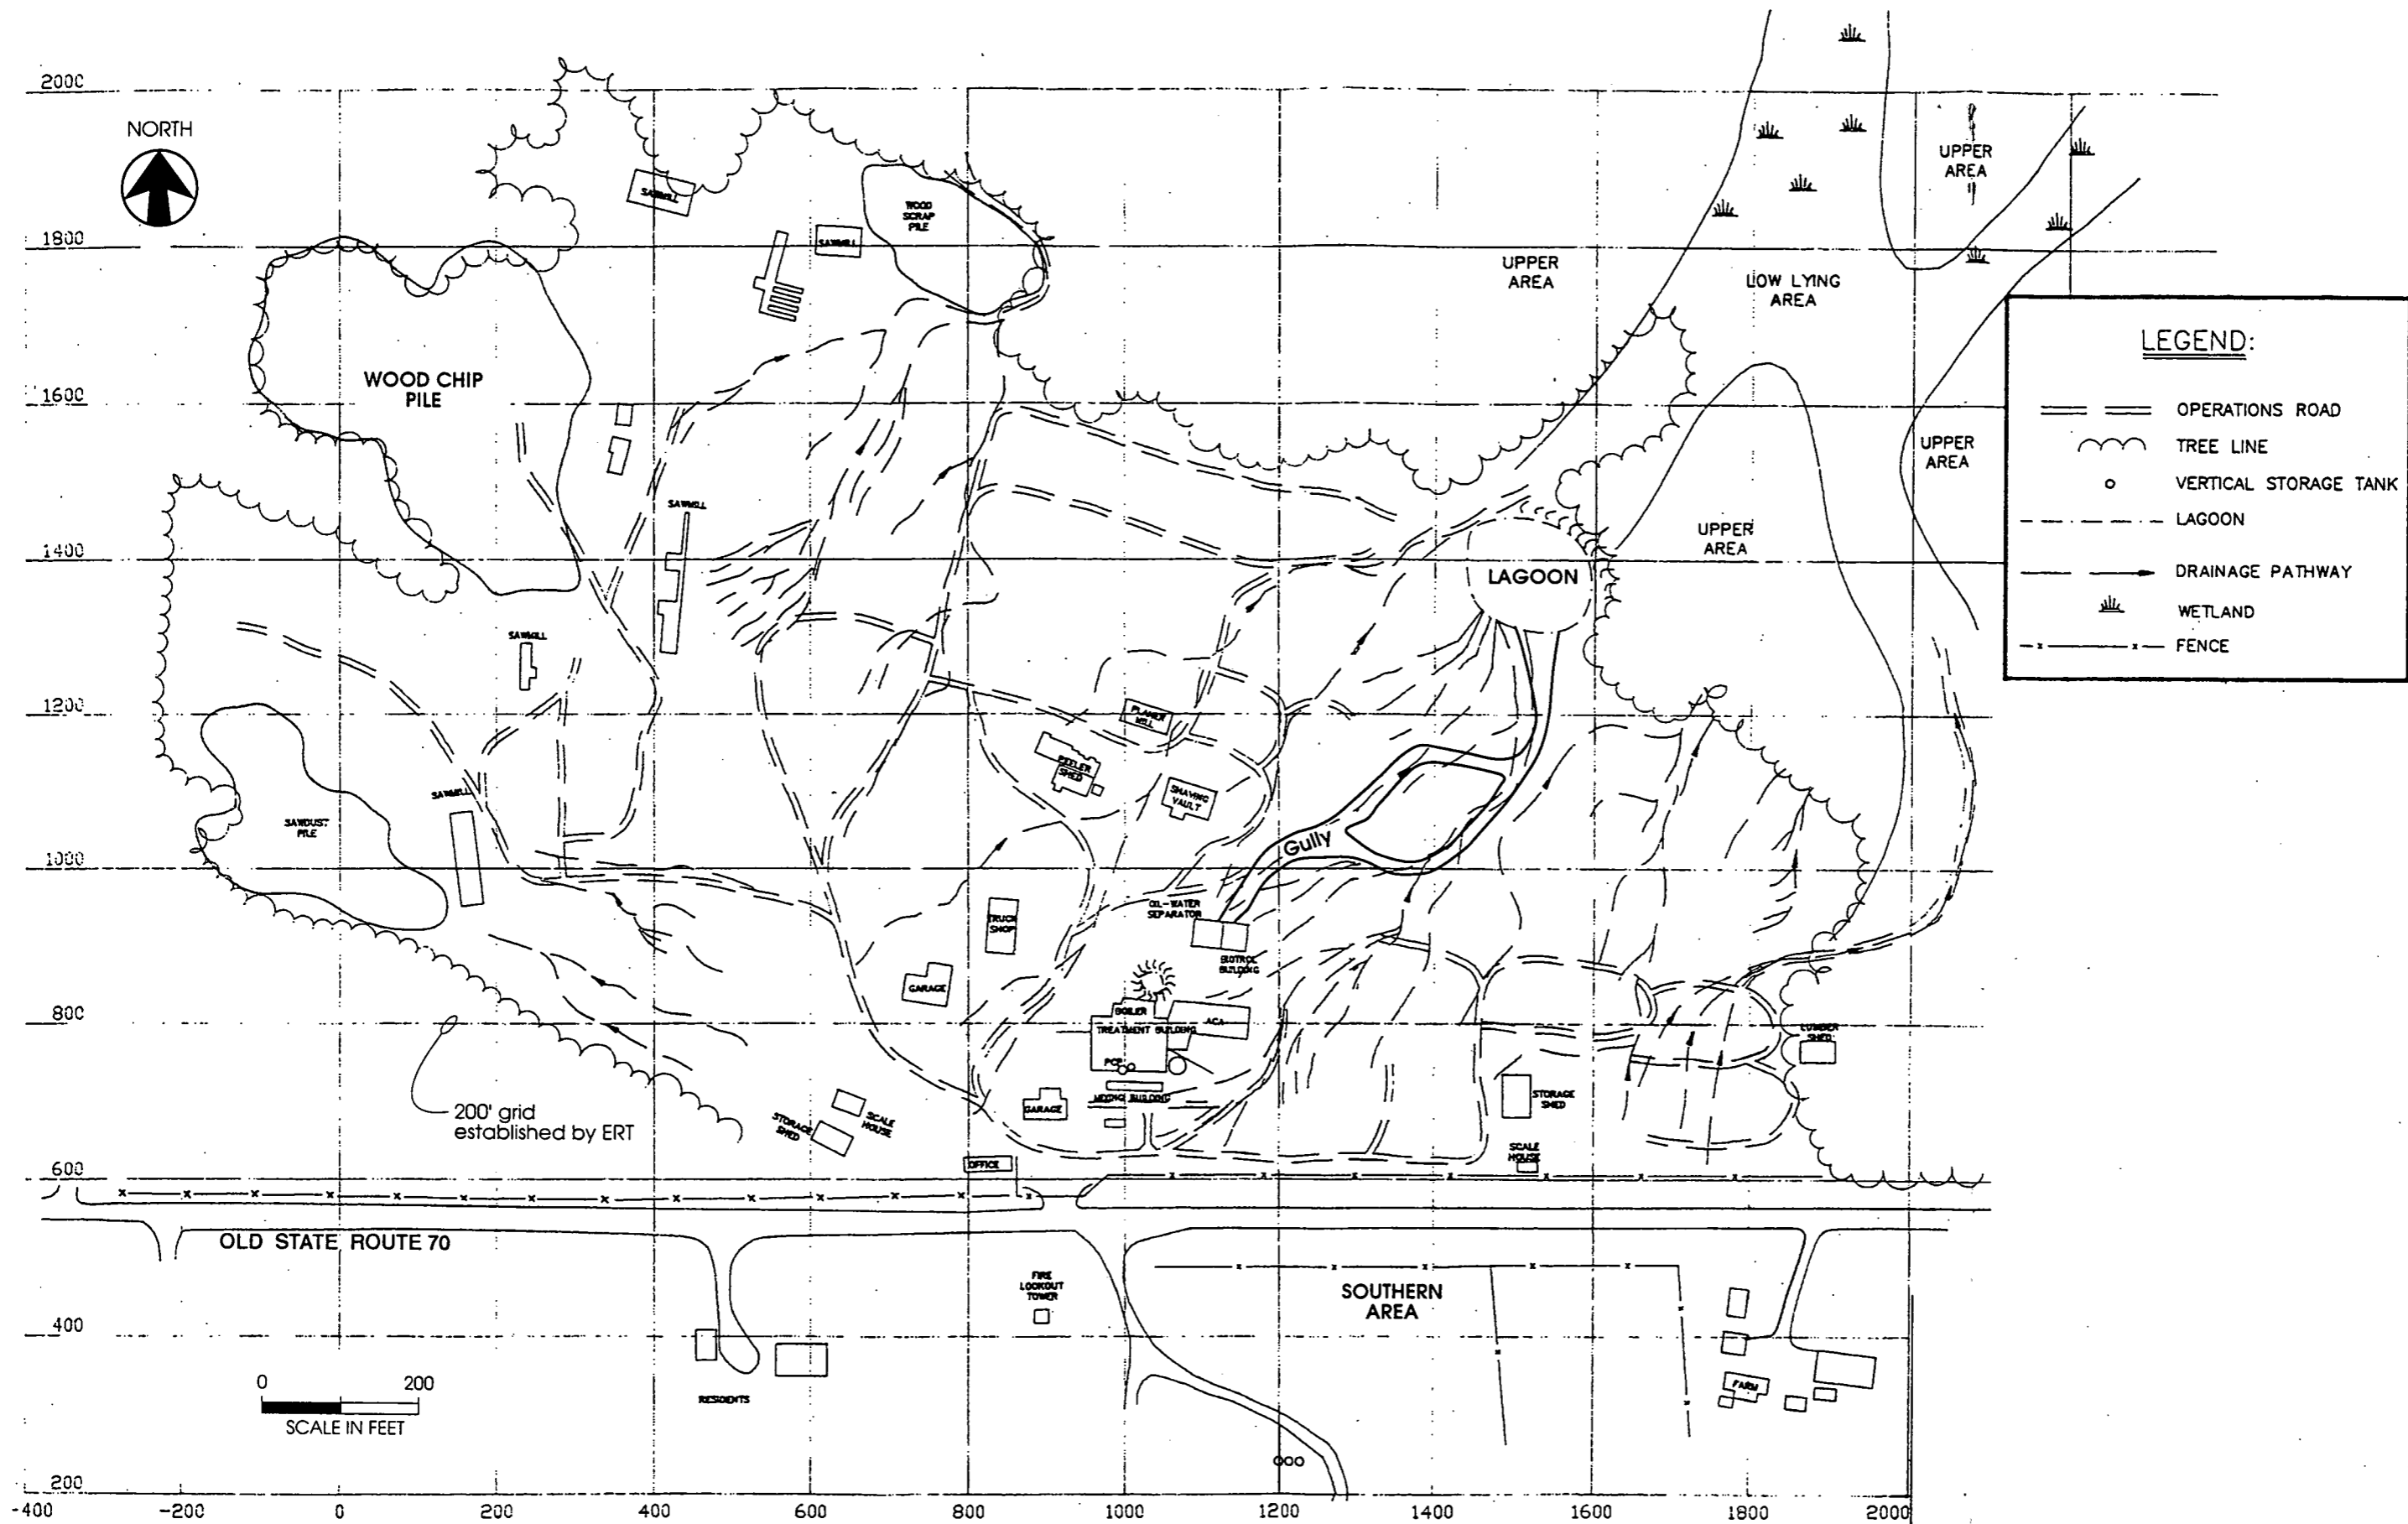 2000
NORTH
UPPER
AREA
SAWMILL
WOOD
SCRAP
PILE
1800
SAWMILL
UPPER
AREA
LOW LYING
AREA
LEGEND:
OPERATIONS ROAD
TREE LINE
VERTICAL STORAGE TANK
LAGOON
DRAINAGE PATHWAY
WETLAND
FENCE
WOOD CHIP
PILE
1600
UPPER
AREA
SAWMILL
UPPER
AREA
1400
LAGOON
SAWMILL
1200
PLANER
MILL
PEELER
SHED
SHAVING
VAULT
SAWMILL
SAWDUST
PILE
Gully
1000
OIL-WATER
SEPARATOR
TRUCK
SHOP
BIOTROL
BUILDING
GARAGE
800
BOILER
ACA
TREATMENT BUILDING
LUMBER
SHED
PCP
200' grid
established by ERT
STORAGE
SHED
SCALE
HOUSE
GARAGE
MIXING BUILDING
STORAGE
SHED
SCALE
HOUSE
OFFICE
600
OLD STATE ROUTE 70
FIRE
LOOKOUT
TOWER
SOUTHERN
AREA
400
0 200
SCALE IN FEET
RESIDENTS
FARM
200
-400 -200 0 200 400 600 800 1000 1200 1400 1600 1800 2000